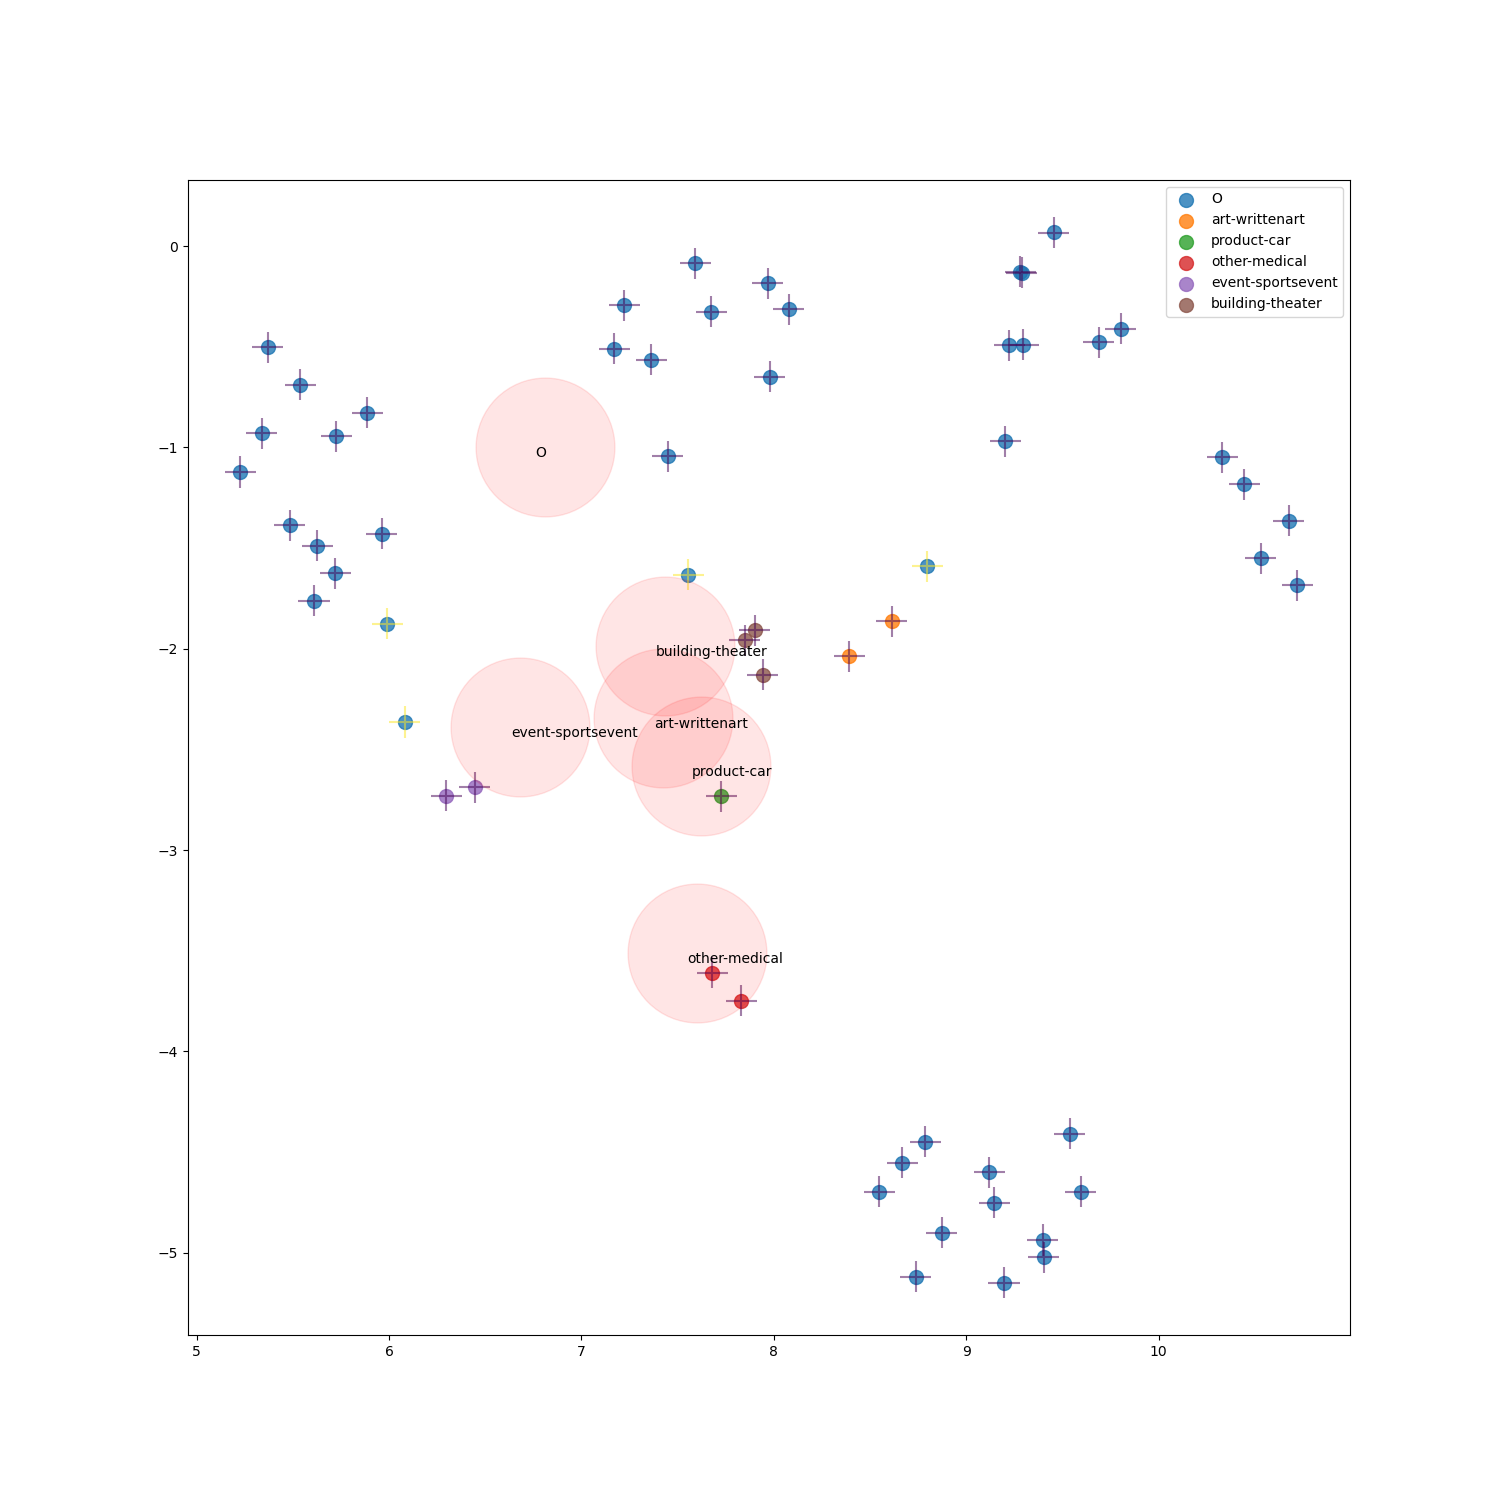 O
art-writtenart
product-car
other-medical
event-sportsevent
building-theater
0
−1
−2
−3
−4
−5
O
building-theater
art-writtenart
event-sportsevent
product-car
other-medical
5 6 7 8 9 10